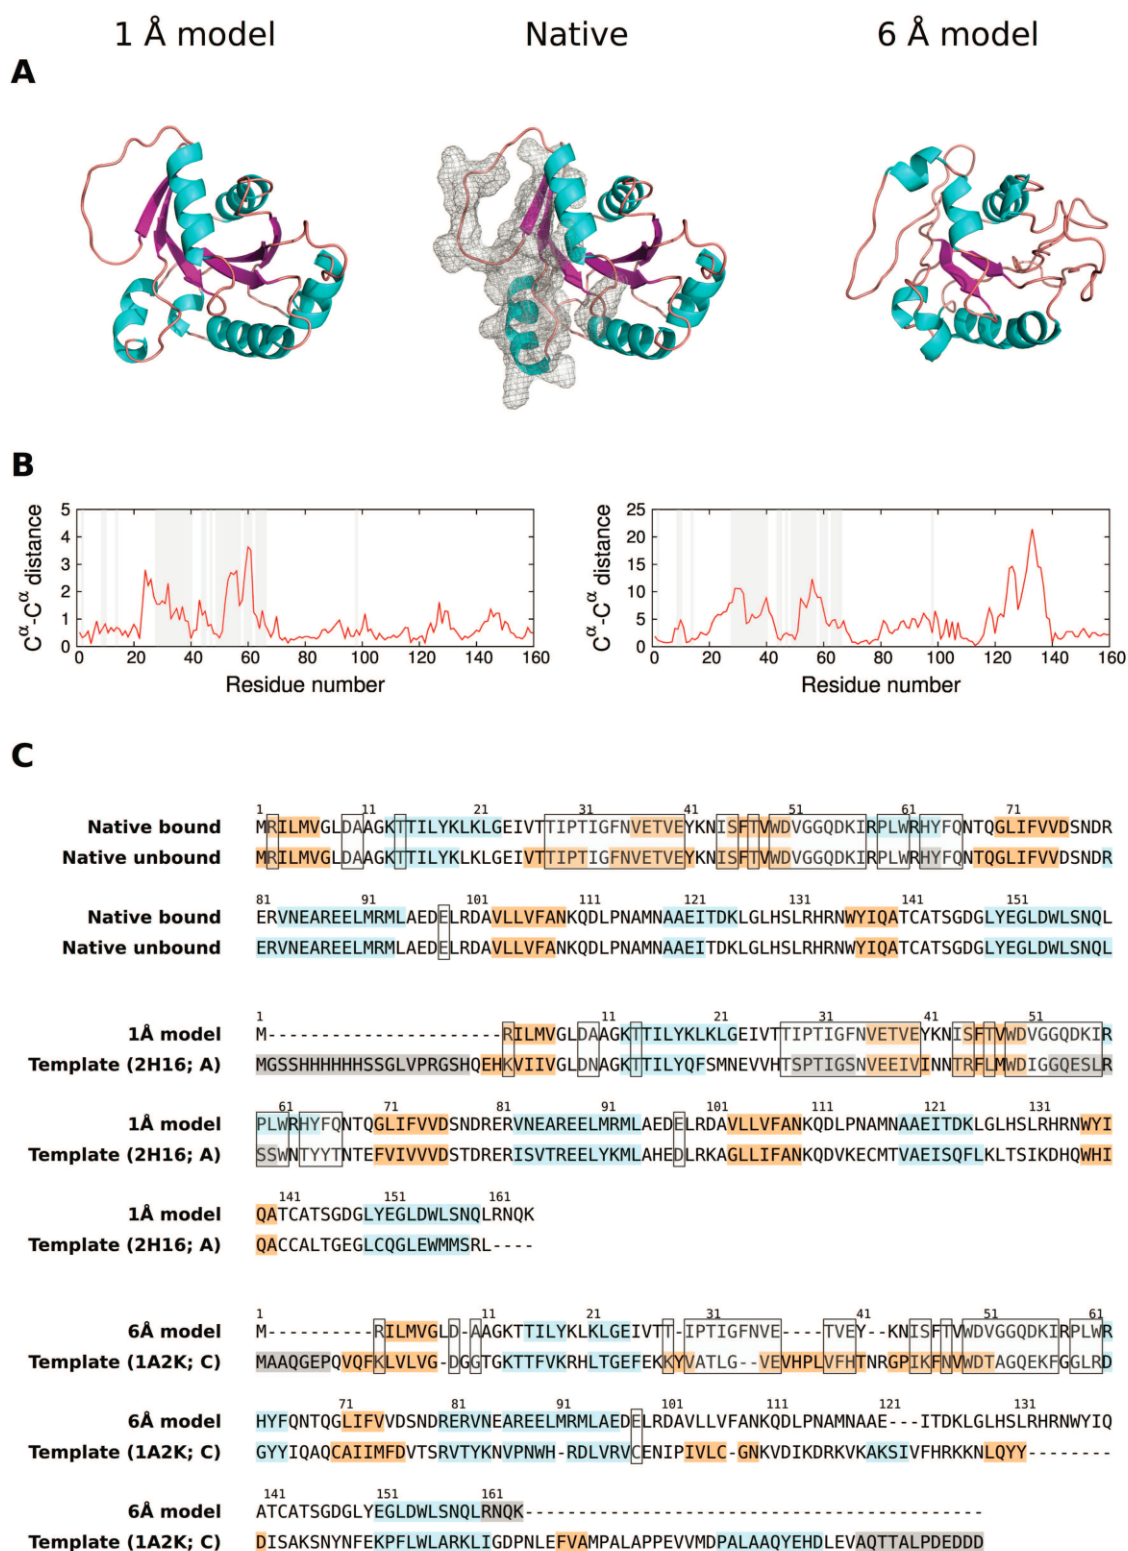 1 Å model Native 6 Å model
A
B
5
4
3
2
1
0
Cα-Cα distance
0 20 40 60 80 100 120 140 160
Residue number
25
20
15
10
5
0
Cα-Cα distance
0 20 40 60 80 100 120 140 160
Residue number
C
1 11 21 31 41 51 61 71
Native bound MRILMVGLDAAGKTTILYKLKLGEIVTTIPTIGFNVETVEYKNISFTVWDVGGQDKIRPLWRHYFQNTQGLIFVVDSNDR
Native unbound MRILMVGLDAAGKTTILYKLKLGEIVTTIPTIGFNVETVEYKNISFTVWDVGGQDKIRPLWRHYFQNTQGLIFVVDSNDR
81 91 101 111 121 131 141 151
Native bound ERVNEAREELMRMLAEDELRDAVLLVFANKQDLPNAMNAAEITDKLGLHSLRHRNWYIQATCATSGDGLYEGLDWLSNQL
Native unbound ERVNEAREELMRMLAEDELRDAVLLVFANKQDLPNAMNAAEITDKLGLHSLRHRNWYIQATCATSGDGLYEGLDWLSNQL
1 11 21 31 41 51
1Å model M----------------------RILMVGLDAAGKTTILYKLKLGEIVTTIPTIGFNVETVEYKNISFTVWDVGGQDKIR
Template (2H16; A) MGSSHHHHHHSSGLVPRGSHQEHKVIIVGLDNAGKTTILYQFSMNEVVHTSPTIGSNVEEIVINNTRFLMWDIGGQESLR
61 71 81 91 101 111 121 131
1Å model PLWRHYFQNTQGLIFVVDSNDRERVNEAREELMRMLAEDELRDAVLLVFANKQDLPNAMNAAEITDKLGLHSLRHRNWYI
Template (2H16; A) SSWNTYYTNTEFVIVVVDSTDRERISVTREELYKMLAHEDLRKAGLLIFANKQDVKECMTVAEISQFLKLTSIKDHQWHI
141 151 161
1Å model QATCATSGDGLYEGLDWLSNQLRNQK
Template (2H16; A) QACCALTGEGLCQGLEWMMSRL----
1 11 21 31 41 51 61
6Å model M----------RILMVGLD-AAGKTTILYKLKLGEIVTT-IPTIGFNVE----TVEY--KNISFTVWDVGGQDKIRPLWR
Template (1A2K; C) MAAQGEPQVQFKLVLVG-DGGTGKTTFVKRHLTGEFEKKYVATLG--VEVHPLVFHTNRGPIKFNVWDTAGQEKFGGLRD
71 81 91 101 111 121 131
6Å model HYFQNTQGLIFVVDSNDRERVNEAREELMRMLAEDELRDAVLLVFANKQDLPNAMNAAE---ITDKLGLHSLRHRNWYIQ
Template (1A2K; C) GYYIQAQCAIIMFDVTSRVTYKNVPNWH-RDLVRVCENIPIVLC-GNKVDIKDRKVKAKSIVFHRKKNLQYY--------
141 151 161
6Å model ATCATSGDGLYEGLDWLSNQLRNQK-------------------------------------------
Template (1A2K; C) DISAKSNYNFEKPFLWLARKLIGDPNLEFVAMPALAPPEVVMDPALAAQYEHDLEVAQTTALPDEDDD